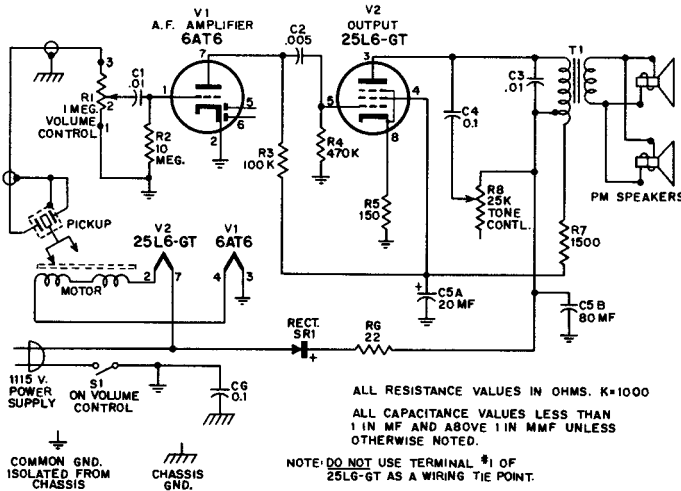 V1
A.F. AMPLIFIER
6AT6
7
C2
.005
V2
OUTPUT
25L6-GT
3
T1
3
C1
.01
R1
1 MEG.
VOLUME
CONTROL
2
1
1
5
6
2
R2
10
MEG.
R3
100K
R4
470K
5
4
8
C4
0.1
C3
.01
R5
150
R8
25K
TONE
CONTL.
PM SPEAKERS
R7
1500
PICKUP
V2
25L6-GT
V1
6AT6
2
7
4
3
MOTOR
+
C5A
20 MF
C5B
80 MF
RECT.
SR1
+
RG
22
1115 V.
POWER
SUPPLY
S1
ON VOLUME
CONTROL
CG
0.1
ALL RESISTANCE VALUES IN OHMS. K=1000
ALL CAPACITANCE VALUES LESS THAN
1 IN MF AND ABOVE 1 IN MMF UNLESS
OTHERWISE NOTED.
COMMON GND.
ISOLATED FROM
CHASSIS
CHASSIS
GND.
NOTE: DO NOT USE TERMINAL #1 OF
25LG-GT AS A WIRING TIE POINT.